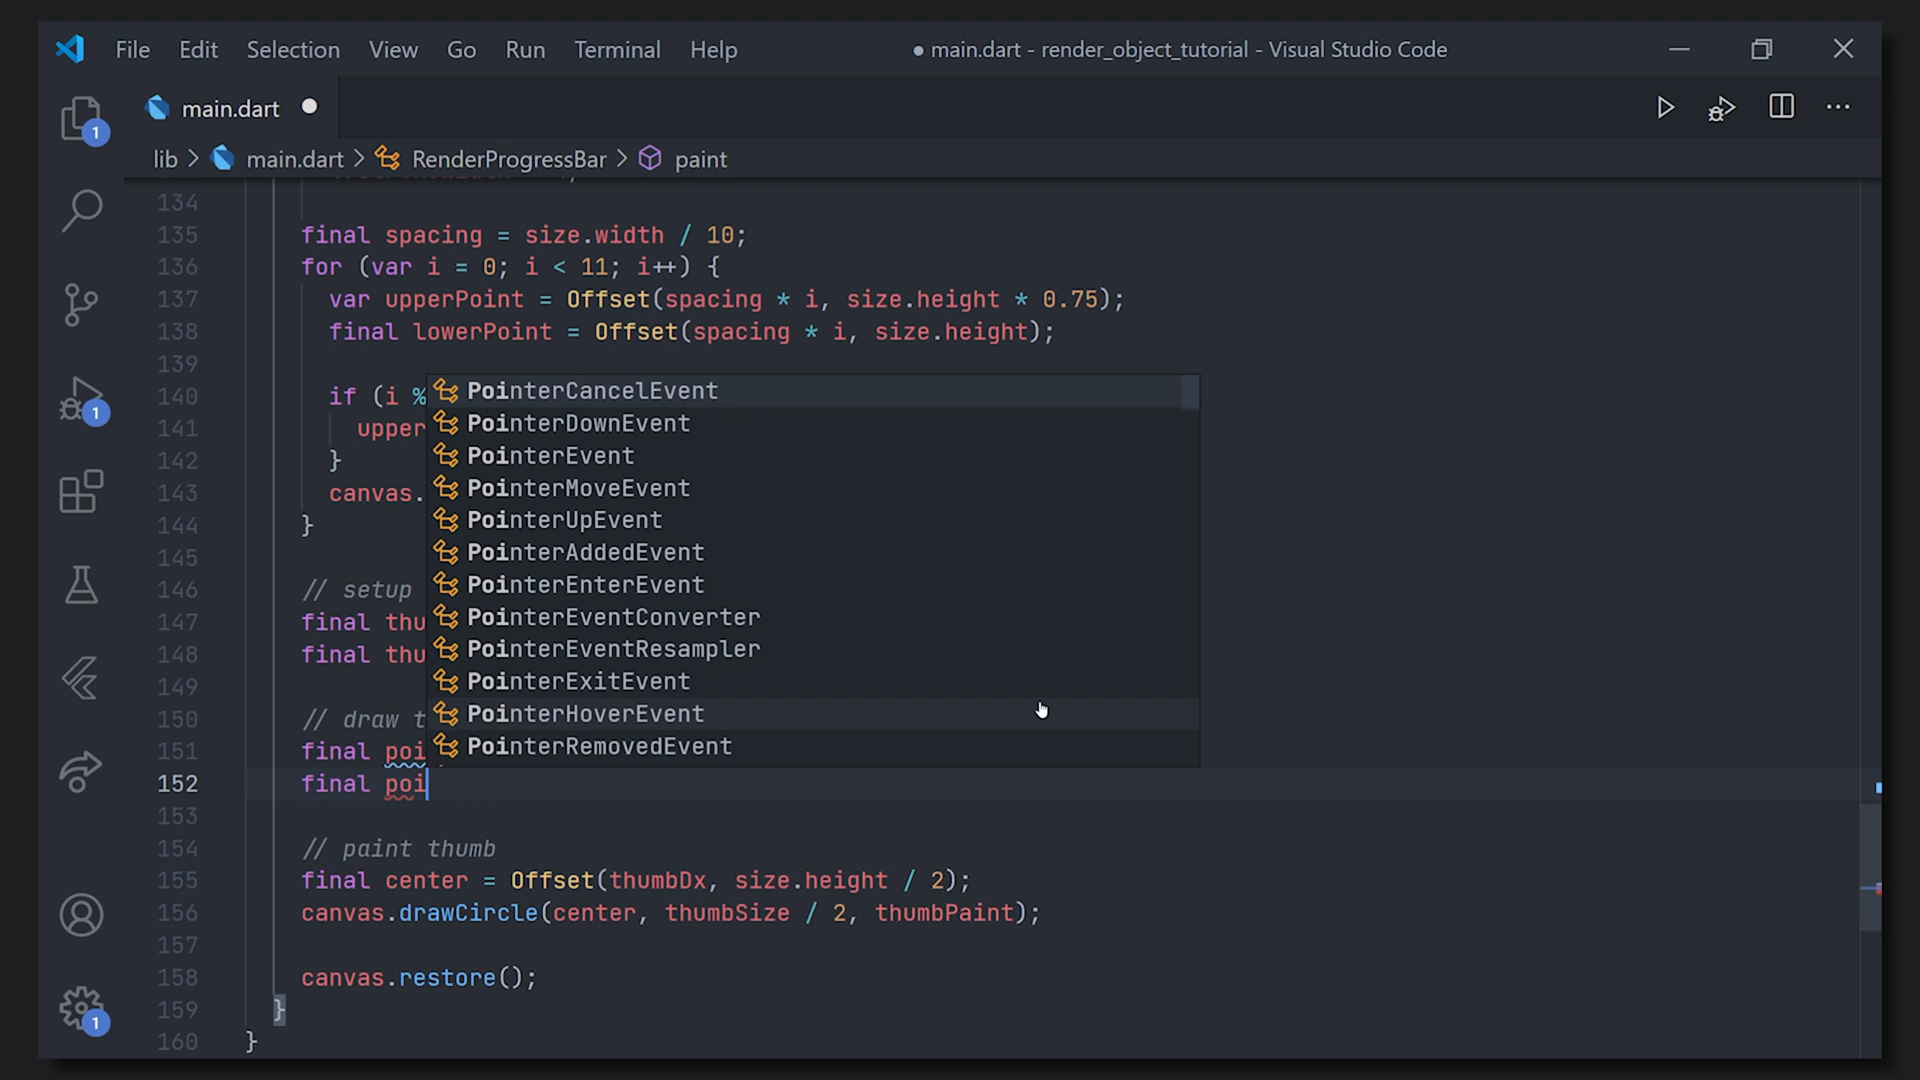 File Edit Selection View Go Run Terminal Help ● main.dart - render_object_tutorial - Visual Studio Code
main.dart ●
lib > main.dart > RenderProgressBar > paint
134
135 final spacing = size.width / 10;
136 for (var i = 0; i < 11; i++) {
137 var upperPoint = Offset(spacing * i, size.height * 0.75);
138 final lowerPoint = Offset(spacing * i, size.height);
139
140 if (i %
141 upper
142 }
143 canvas.
144 }
145
146 // setup
147 final thu
148 final thu
149
150 // draw t
151 final poi
152 final poi
PointerCancelEvent
PointerDownEvent
PointerEvent
PointerMoveEvent
PointerUpEvent
PointerAddedEvent
PointerEnterEvent
PointerEventConverter
PointerEventResampler
PointerExitEvent
PointerHoverEvent
PointerRemovedEvent
153
154 // paint thumb
155 final center = Offset(thumbDx, size.height / 2);
156 canvas.drawCircle(center, thumbSize / 2, thumbPaint);
157
158 canvas.restore();
159 }
160 }
1
1
1